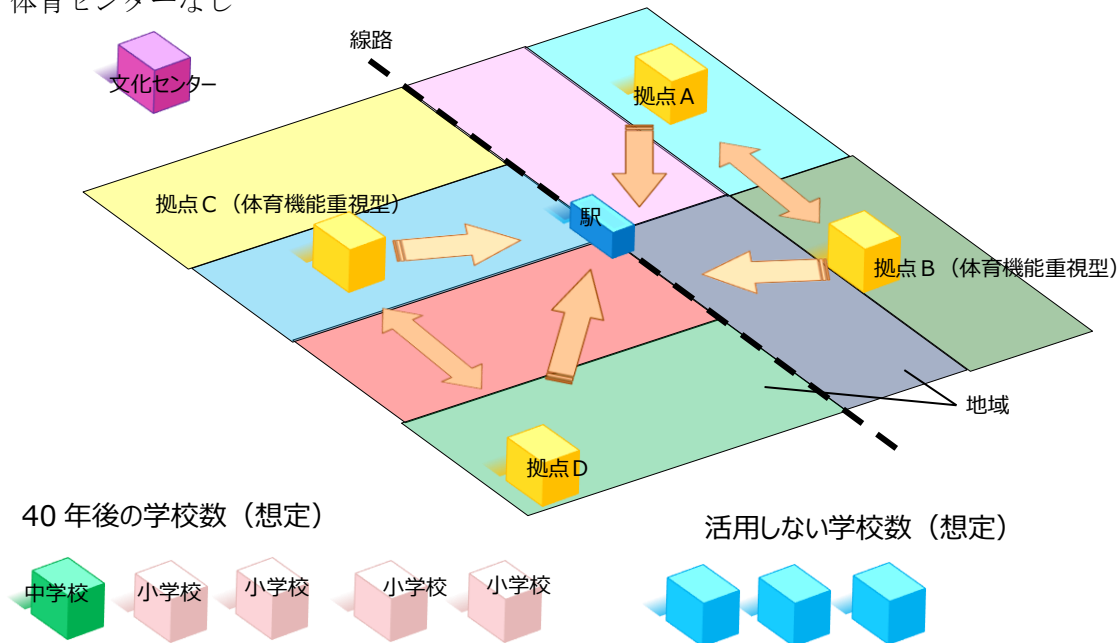 体育センターなし
線路
文化センター
拠点A
拠点C（体育機能重視型）
駅
拠点B（体育機能重視型）
地域
拠点D
40 年後の学校数（想定）
活用しない学校数（想定）
中学校
小学校
小学校
小学校
小学校